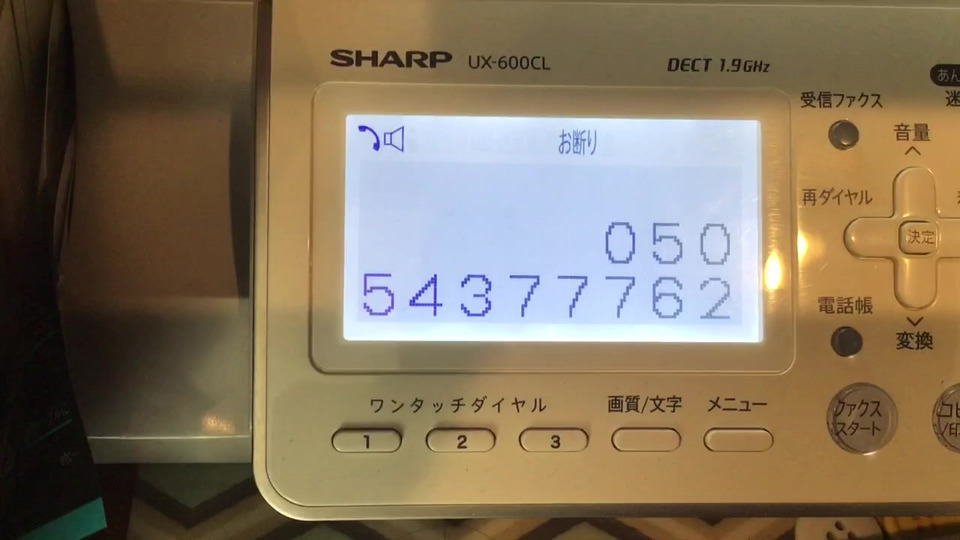 SHARP UX-600CL
DECT 1.9GHz
お断り
050
54377762
受信ファクス
音量
再ダイヤル
決定
電話帳
変換
ワンタッチダイヤル
画質/文字
メニュー
1
2
3
ファクス
スタート